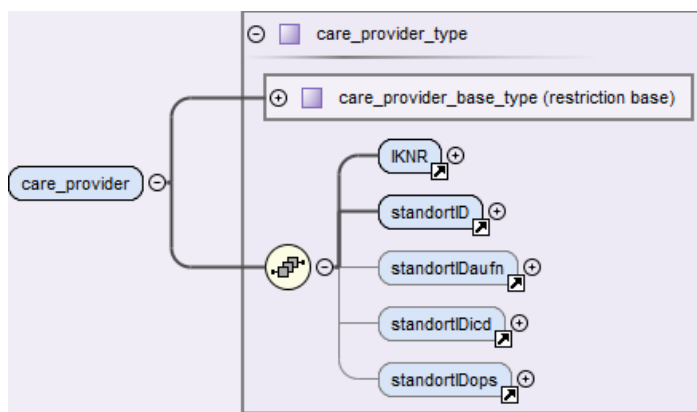 care_provider_type
care_provider_base_type (restriction base)
care_provider
IKNR
standortID
standortIDaufn
standortIDicd
standortIDops